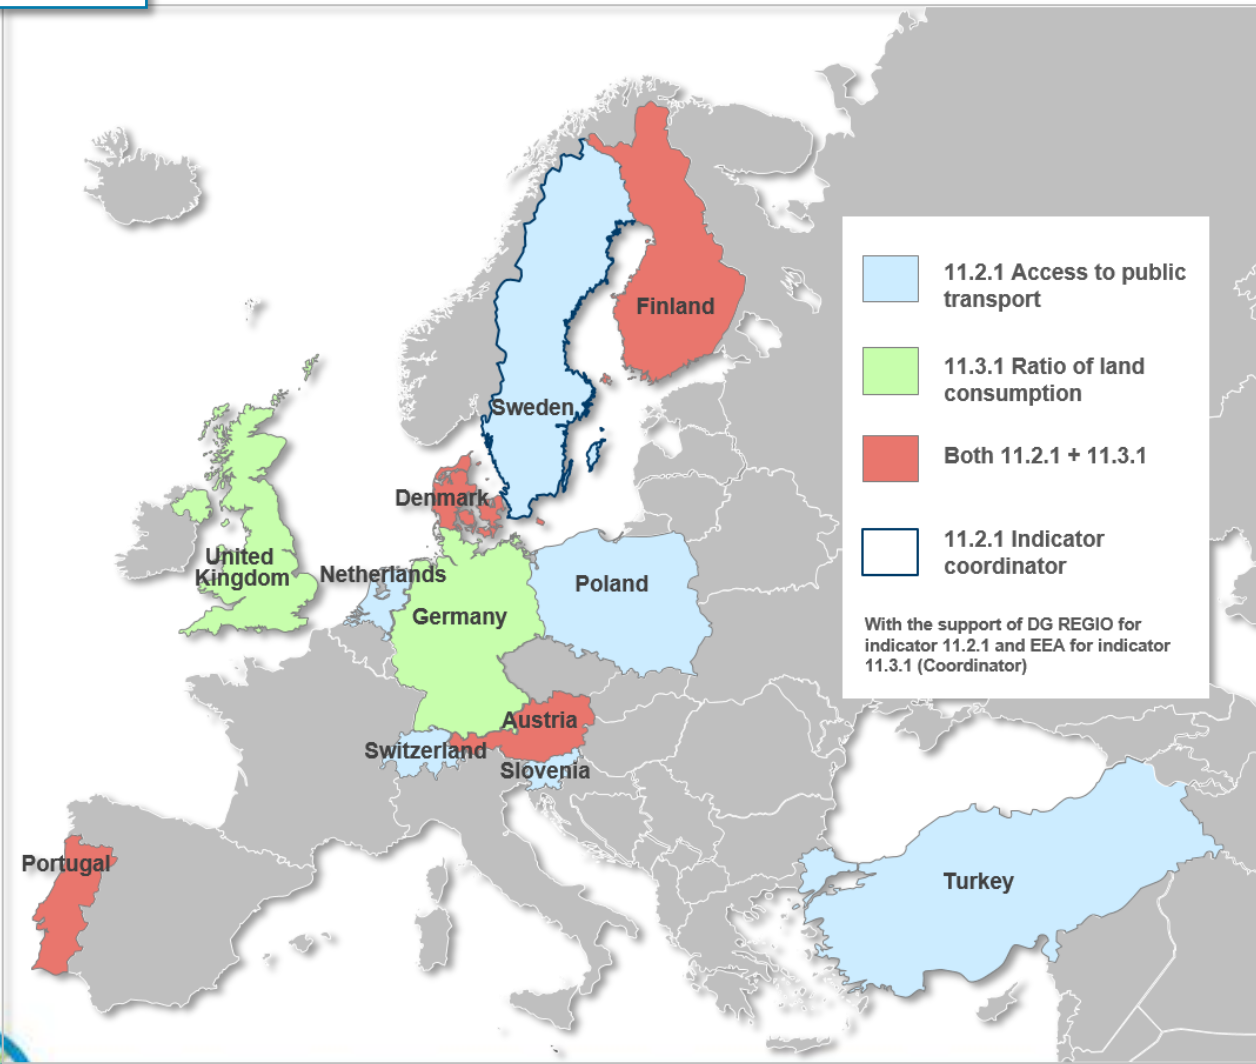 11.2.1 Access to public
transport
Finland
11.3.1 Ratio of land
consumption
Sweden
Both 11.2.1 + 11.3.1
Denmark
11.2.1 Indicator
coordinator
United
Kingdom
Netherlands
Poland
Germany
With the support of DG REGIO for
indicator 11.2.1 and EEA for indicator
11.3.1 (Coordinator)
Austria
Switzerland
Slovenia
Portugal
Turkey